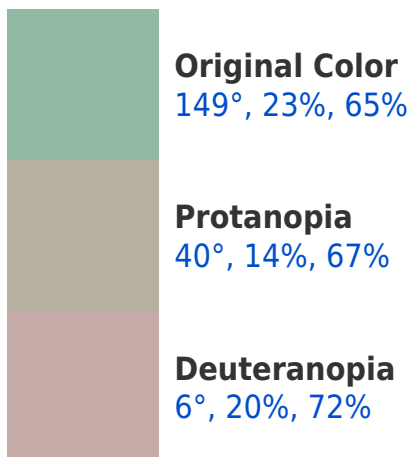 Original Color
149°, 23%, 65%
Protanopia
40°, 14%, 67%
Deuteranopia
6°, 20%, 72%